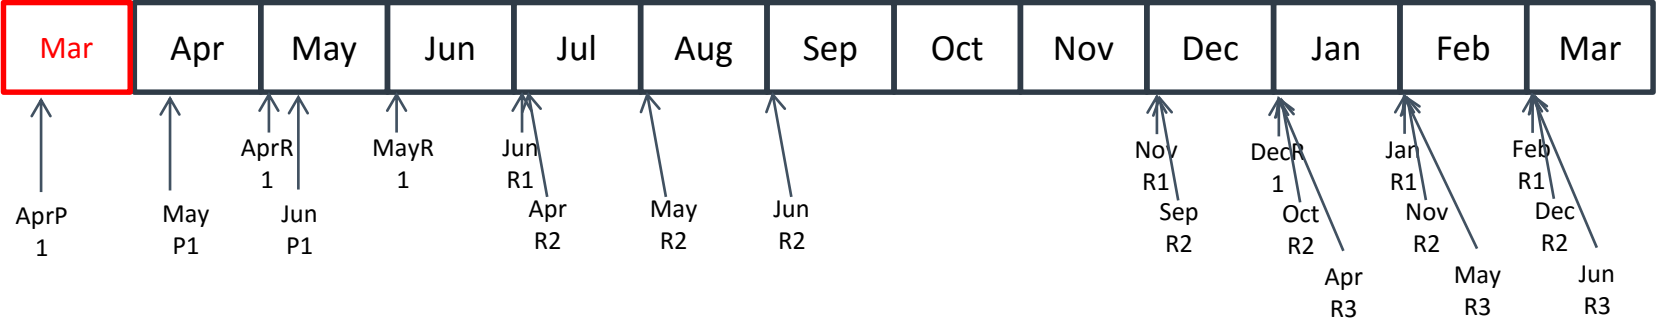 Mar Apr May Jun Jul Aug Sep Oct Nov Dec Jan Feb Mar
AprP
1
May
P1
AprR
1
Jun
P1
MayR
1
Jun
R1
Apr
R2
May
R2
Jun
R2
Nov
R1
Sep
R2
DecR
1
Oct
R2
Apr
R3
Jan
R1
Nov
R2
May
R3
Feb
R1
Dec
R2
Jun
R3